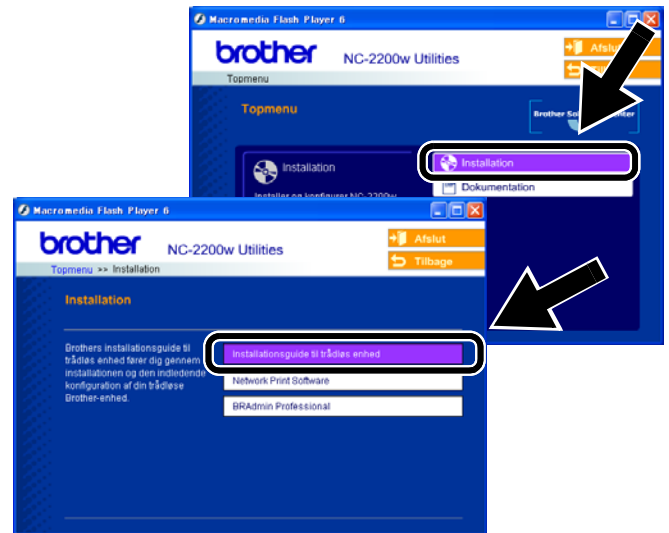 Macromedia Flash Player 6
brother
NC-2200w Utilities
Topmenu
Topmenu
Installation
Installation
Dokumentation
Macromedia Flash Player 6
brother
NC-2200w Utilities
Afslut
Tilbage
Topmenu >> Installation
Installation
Brothers installationsguide til
trådløs enhed fører dig gennem
installationen og den indledende
konfiguration af din trådløse
Brother-enhed.
Installationsguide til trådløs enhed
Network Print Software
BRAdmin Professional